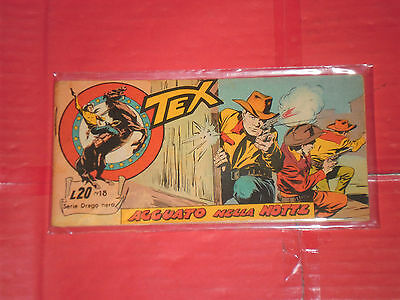 TEX
L.20 N°18
Serie Drago nero
AGGUATO NELLA NOTTE